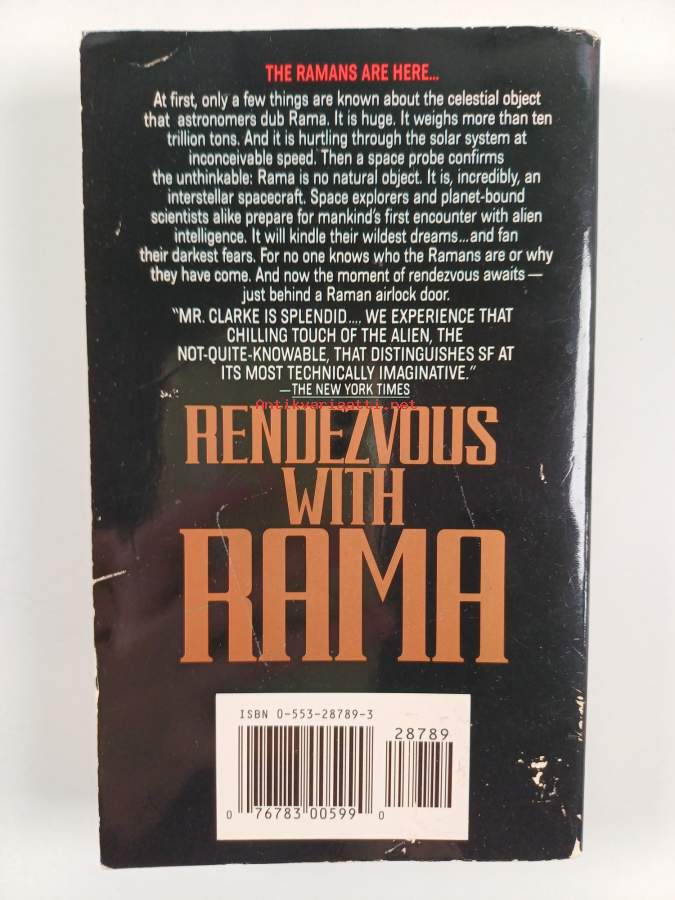 THE RAMANS ARE HERE...
At first, only a few things are known about the celestial object
that astronomers dub Rama. It is huge. It weighs more than ten
trillion tons. And it is hurtling through the solar system at
inconceivable speed. Then a space probe confirms
the unthinkable: Rama is no natural object. It is, incredibly, an
interstellar spacecraft. Space explorers and planet-bound
scientists alike prepare for mankind's first encounter with alien
intelligence. It will kindle their wildest dreams...and fan
their darkest fears. For no one knows who the Ramans are or why
they have come. And now the moment of rendezvous awaits —
just behind a Raman airlock door.
"MR. CLARKE IS SPLENDID.... WE EXPERIENCE THAT
CHILLING TOUCH OF THE ALIEN, THE
NOT-QUITE-KNOWABLE, THAT DISTINGUISHES SF AT
ITS MOST TECHNICALLY IMAGINATIVE."
—THE NEW YORK TIMES
Antikvariaatti.net
RENDEZVOUS
WITH
RAMA
ISBN 0-553-28789-3
28789
0 76783 00599 0